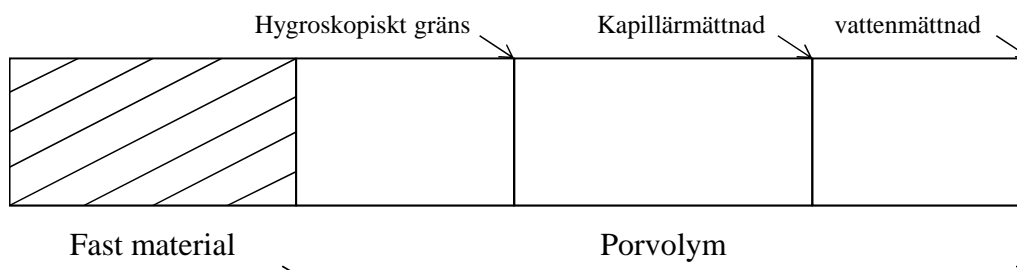 Hygroskopiskt gräns Kapillärmättnad vattenmättnad
Fast material Porvolym